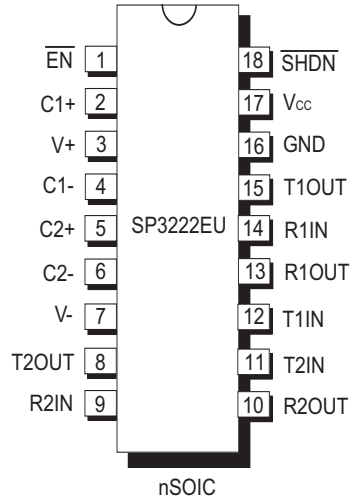 EN 1 18 SHDN
C1+ 2 17 Vcc
V+ 3 16 GND
C1- 4 15 T1OUT
C2+ 5 SP3222EU 14 R1IN
C2- 6 13 R1OUT
V- 7 12 T1IN
T2OUT 8 11 T2IN
R2IN 9 10 R2OUT
nSOIC